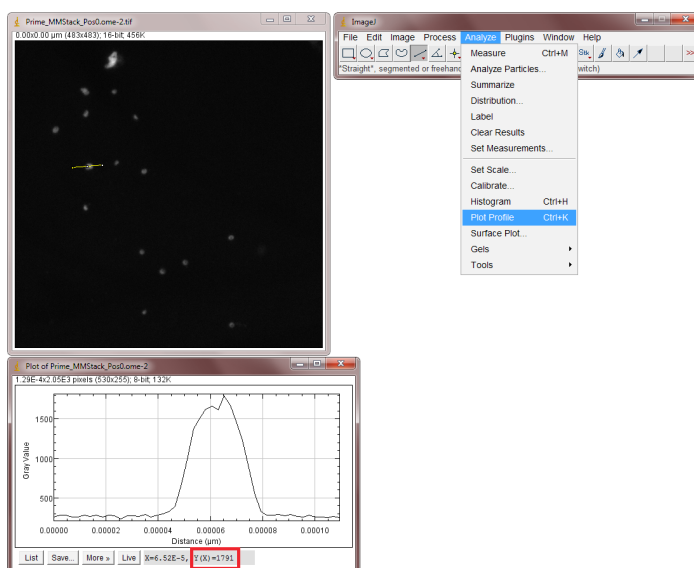 Prime_MMStack_Pos0.ome-2.tif
0.00x0.00 µm (483x483); 16-bit; 456K
ImageJ
File Edit Image Process Analyze Plugins Window Help
Stk
>>
*Straight*, segmented or freehand
witch)
Measure Ctrl+M
Analyze Particles...
Summarize
Distribution...
Label
Clear Results
Set Measurements...
Set Scale...
Calibrate...
Histogram Ctrl+H
Plot Profile Ctrl+K
Surface Plot...
Gels
Tools
Plot of Prime_MMStack_Pos0.ome-2
1.29E-4x2.05E3 pixels (530x255); 8-bit; 132K
1500
1000
500
Gray Value
0.00000 0.00002 0.00004 0.00006 0.00008 0.00010
Distance (µm)
List Save... More » Live X=6.52E-5, Y(X)=1791